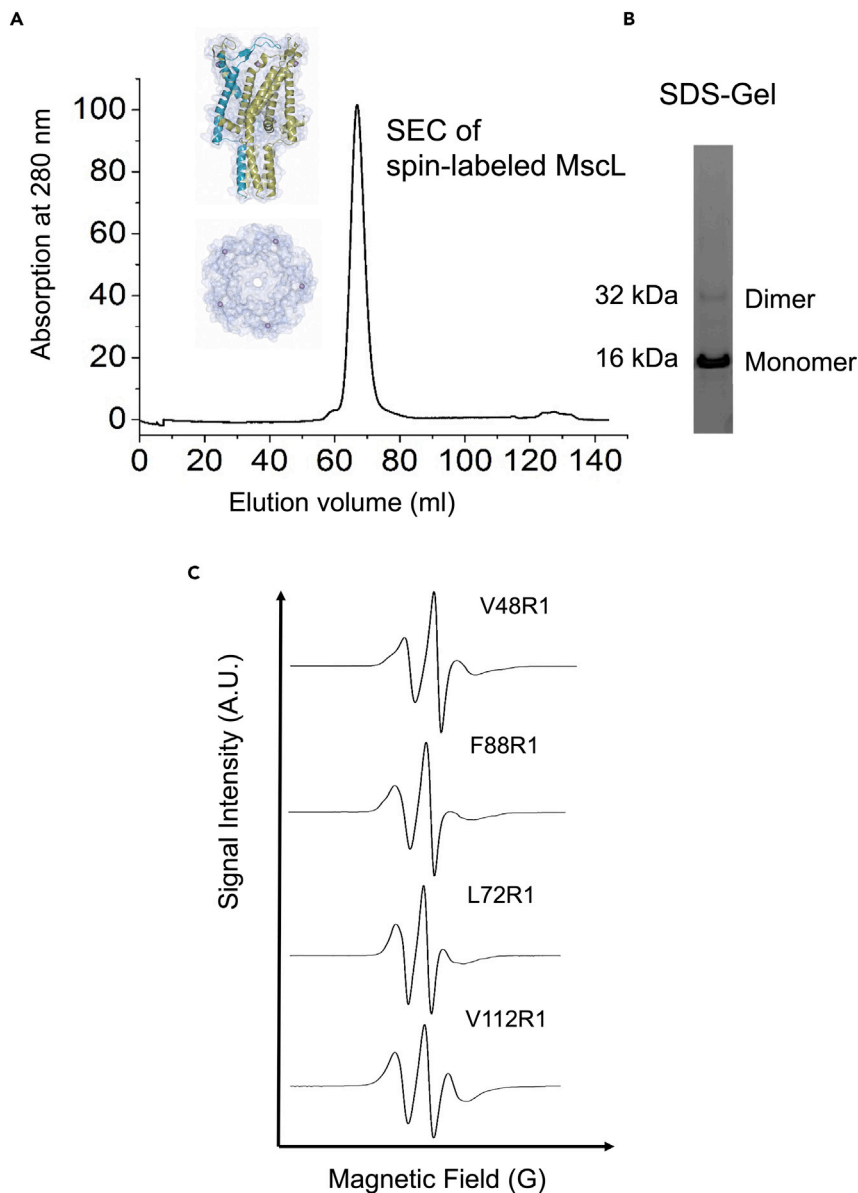 A
B
SDS-Gel
SEC of
spin-labeled MscL
Absorption at 280 nm
100
80
60
40
20
0
0 20 40 60 80 100 120 140
Elution volume (ml)
32 kDa Dimer
16 kDa Monomer
C
Signal Intensity (A.U.)
V48R1
F88R1
L72R1
V112R1
Magnetic Field (G)